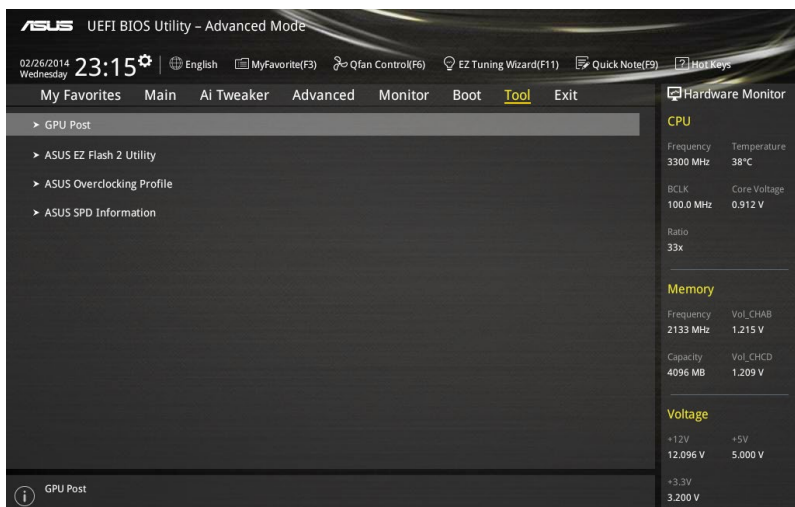 ASUS UEFI BIOS Utility – Advanced Mode
02/26/2014
Wednesday
23:15
English
MyFavorite(F3)
Qfan Control(F6)
EZ Tuning Wizard(F11)
Quick Note(F9)
? Hot Keys
My Favorites Main Ai Tweaker Advanced Monitor Boot Tool Exit
GPU Post
ASUS EZ Flash 2 Utility
ASUS Overclocking Profile
ASUS SPD Information
i GPU Post
Hardware Monitor
CPU
Frequency Temperature
3300 MHz 38°C
BCLK Core Voltage
100.0 MHz 0.912 V
Ratio
33x
Memory
Frequency Vol_CHAB
2133 MHz 1.215 V
Capacity Vol_CHCD
4096 MB 1.209 V
Voltage
+12V +5V
12.096 V 5.000 V
+3.3V
3.200 V